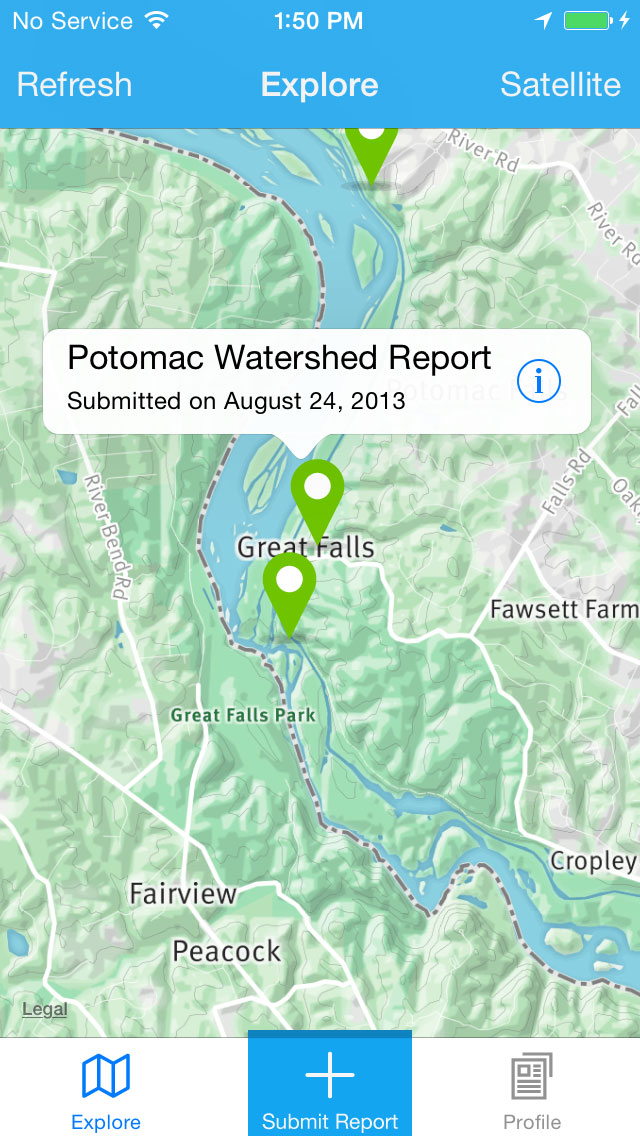 No Service 1:50 PM
Refresh Explore Satellite
River Rd
River Rd
Potomac Watershed Report
Submitted on August 24, 2013
i
Potomac Falls
Falls Rd
River Bend Rd
Great Falls
Fawsett Farm
Great Falls Park
Cropley
Fairview
Peacock
Legal
Explore Submit Report Profile